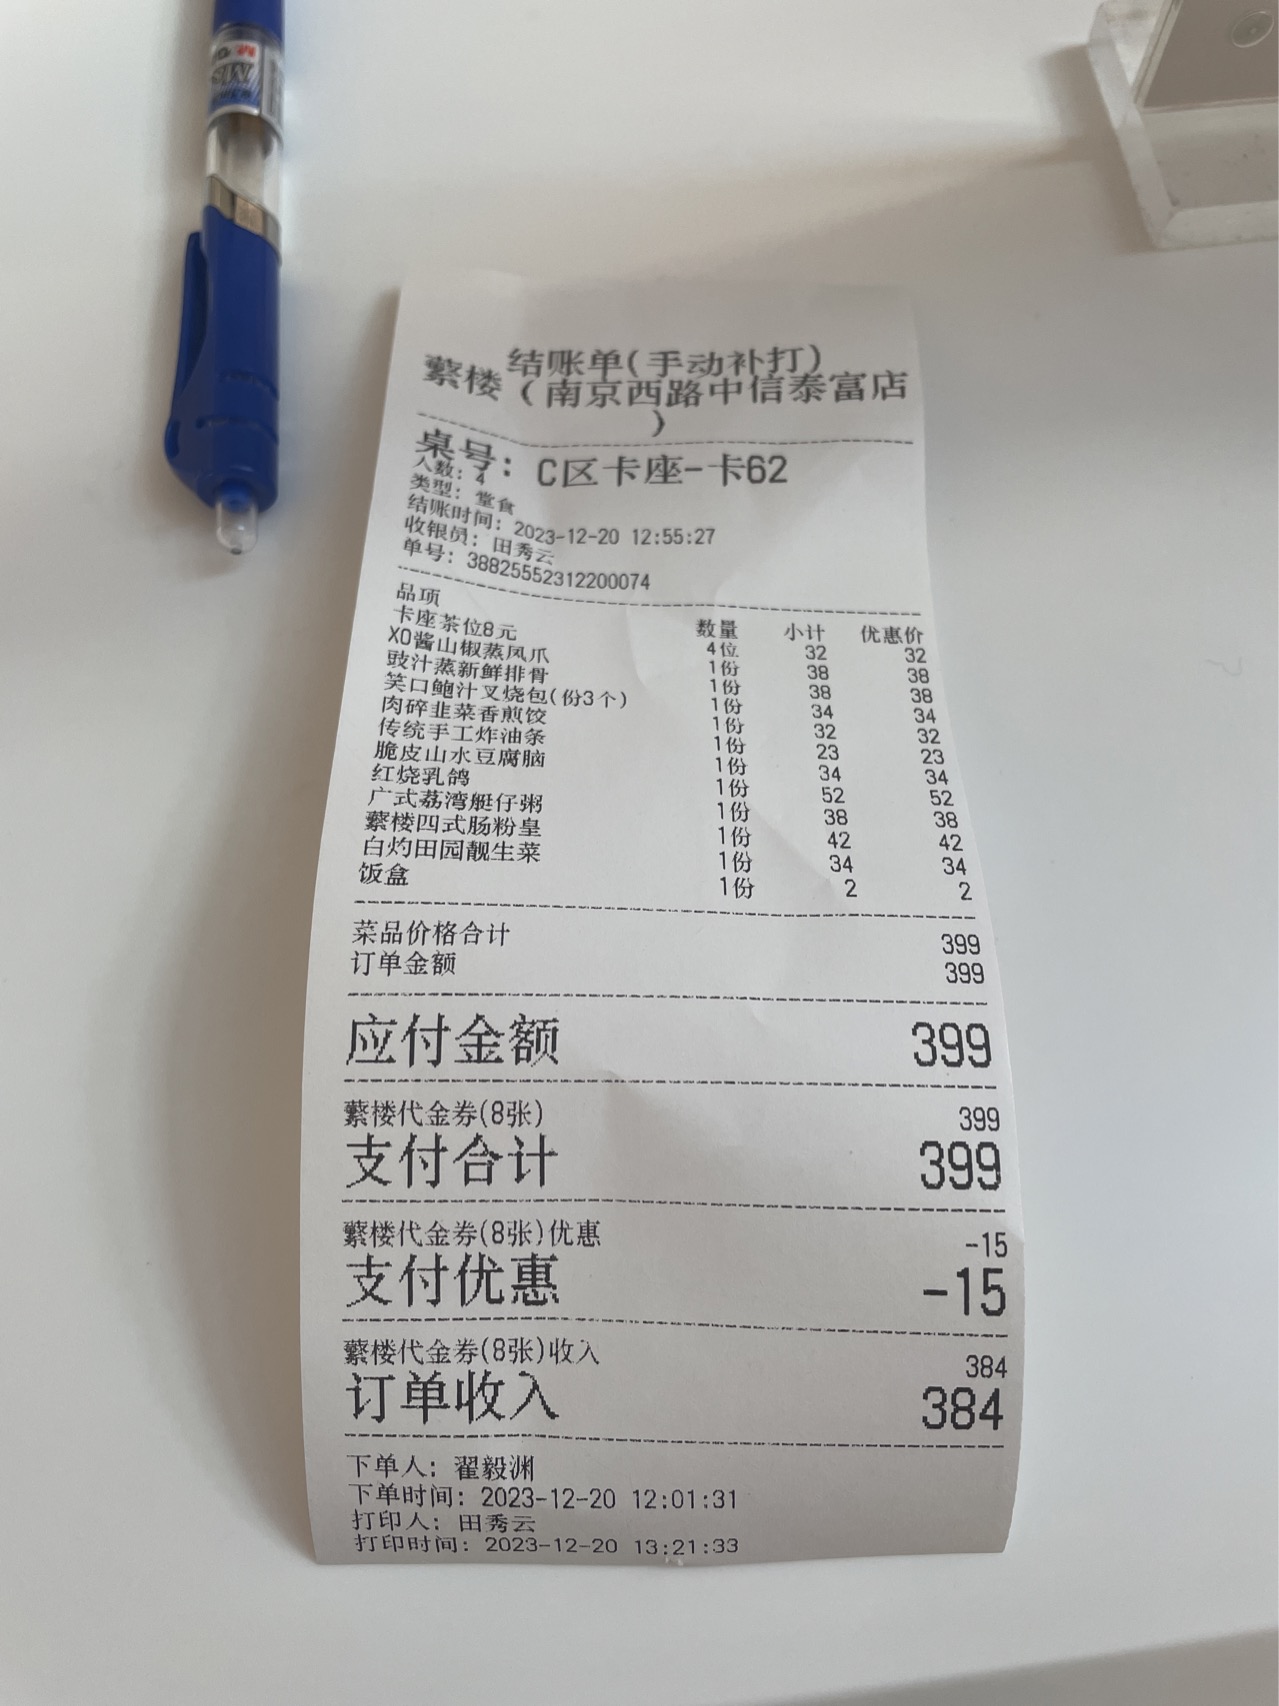 结账单(手动补打)
蘩楼（南京西路中信泰富店
）
桌号: C区卡座-卡62
人数: 4
类型: 堂食
结账时间: 2023-12-20 12:55:27
收银员: 田秀云
单号: 38825552312200074
品项 数量 小计 优惠价
卡座茶位8元 4位 32 32
XO酱山椒蒸凤爪 1份 38 38
豉汁蒸新鲜排骨 1份 38 38
笑口鲍汁叉烧包(份3个) 1份 34 34
肉碎韭菜香煎饺 1份 32 32
传统手工炸油条 1份 23 23
脆皮山水豆腐脑 1份 34 34
红烧乳鸽 1份 52 52
广式荔湾艇仔粥 1份 38 38
蘩楼四式肠粉皇 1份 42 42
白灼田园靓生菜 1份 34 34
饭盒 1份 2 2
菜品价格合计 399
订单金额 399
应付金额 399
蘩楼代金券(8张) 399
支付合计 399
蘩楼代金券(8张)优惠 -15
支付优惠 -15
蘩楼代金券(8张)收入 384
订单收入 384
下单人: 翟毅渊
下单时间: 2023-12-20 12:01:31
打印人: 田秀云
打印时间: 2023-12-20 13:21:33